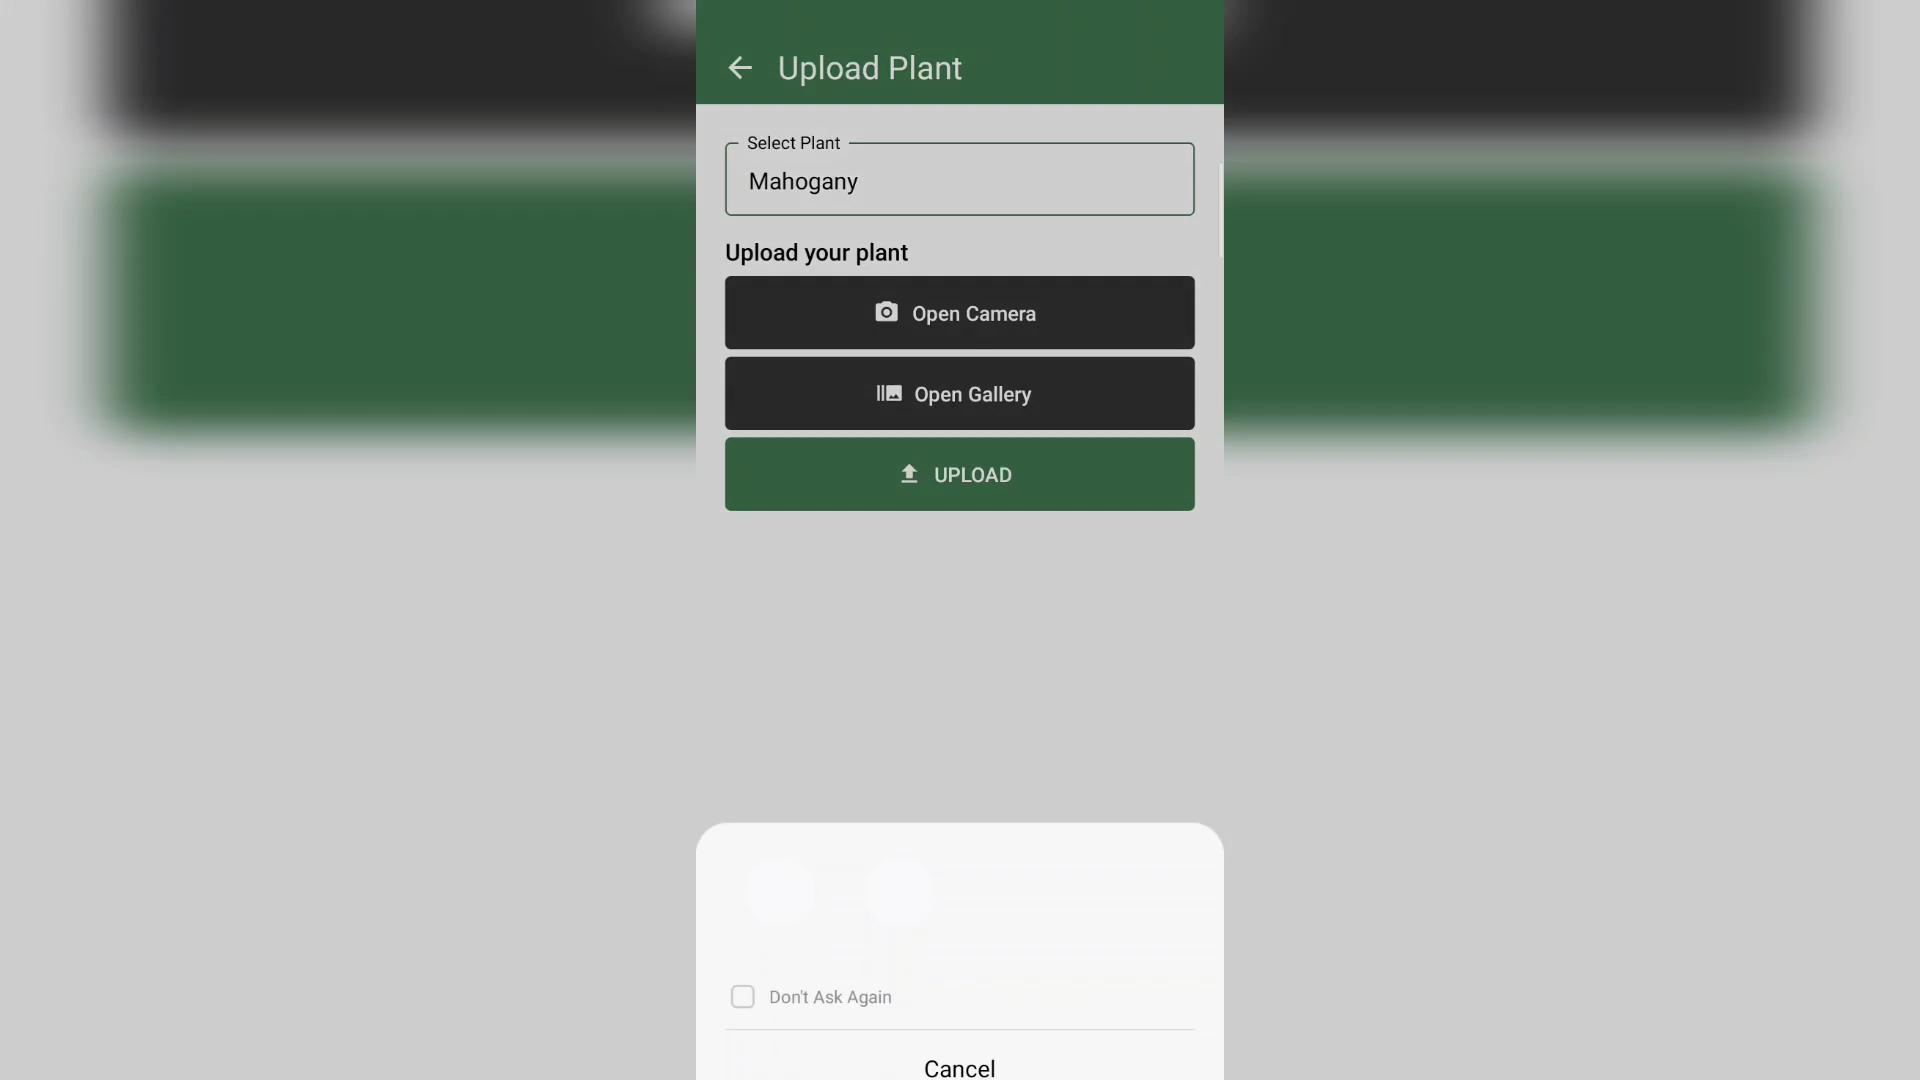 Upload Plant
Select Plant
Mahogany
Upload your plant
Open Camera
Open Gallery
UPLOAD
Don't Ask Again
Cancel